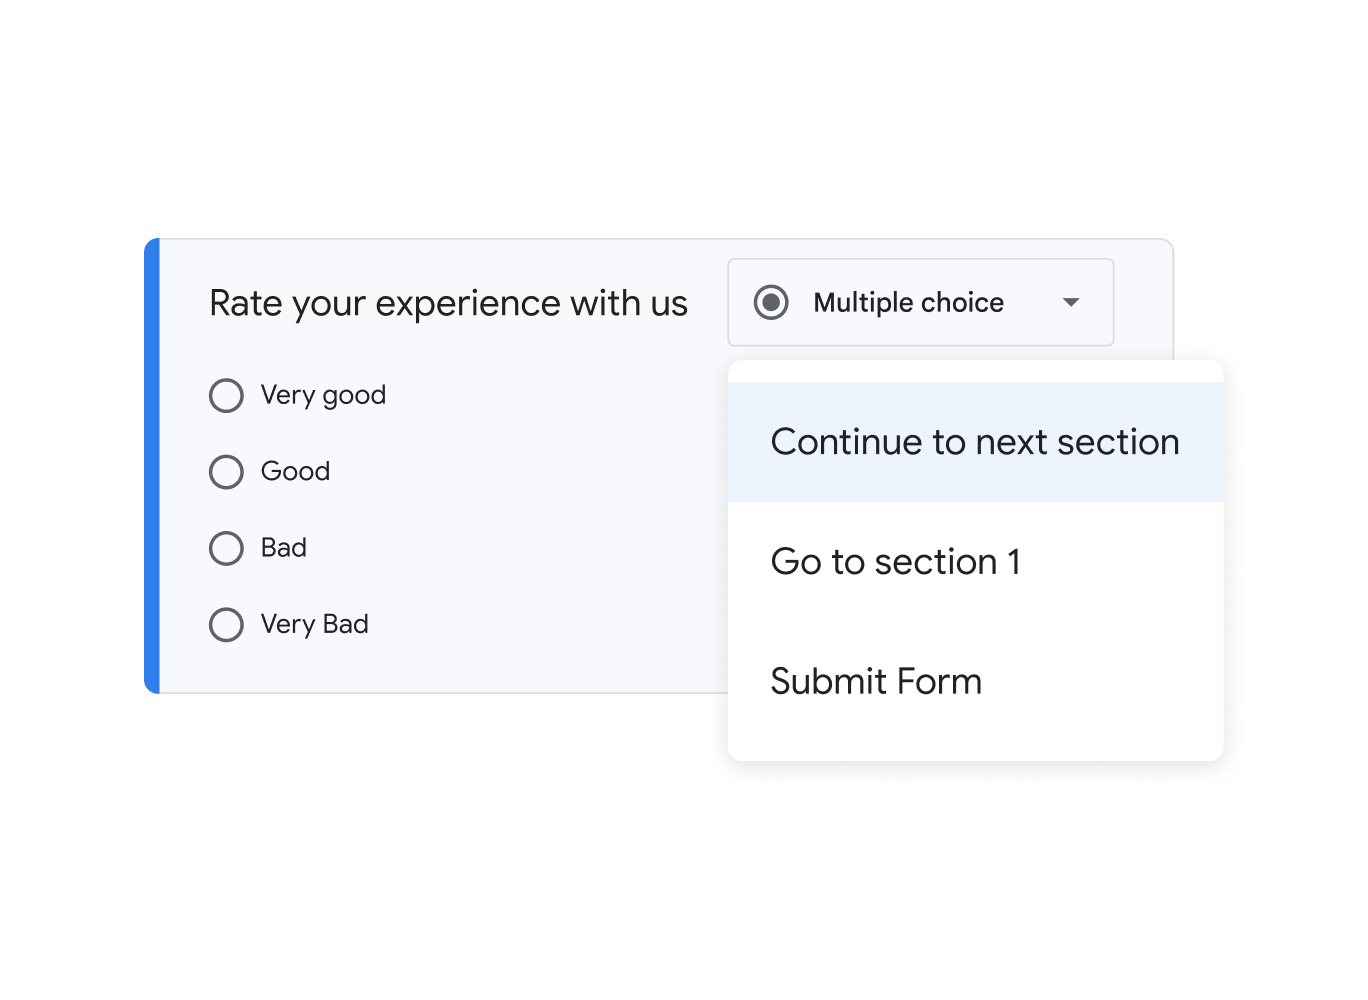 Rate your experience with us
Multiple choice
Very good
Good
Bad
Very Bad
Continue to next section
Go to section 1
Submit Form